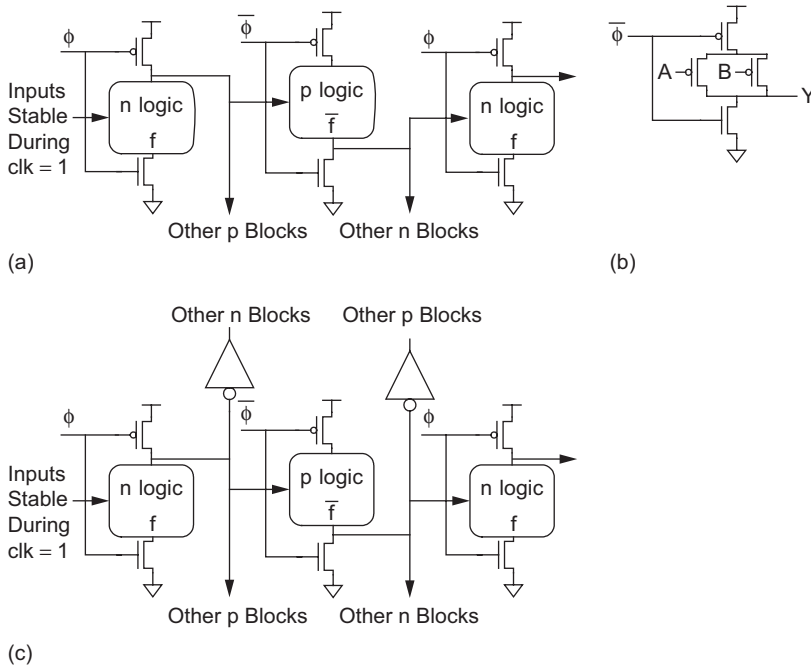 ϕ
ϕ̅
ϕ
ϕ̅
Inputs
Stable
During
clk = 1
n logic
f
p logic
f̅
n logic
f
A
B
Y
Other p Blocks
Other n Blocks
(a)
(b)
Other n Blocks
Other p Blocks
ϕ
ϕ̅
ϕ
Inputs
Stable
During
clk = 1
n logic
f
p logic
f̅
n logic
f
Other p Blocks
Other n Blocks
(c)